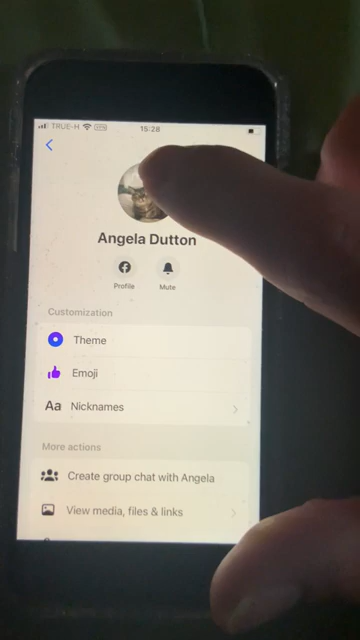 TRUE-H VPN
15:28
Angela Dutton
Profile
Mute
Customization
Theme
Emoji
Aa Nicknames
More actions
Create group chat with Angela
View media, files & links